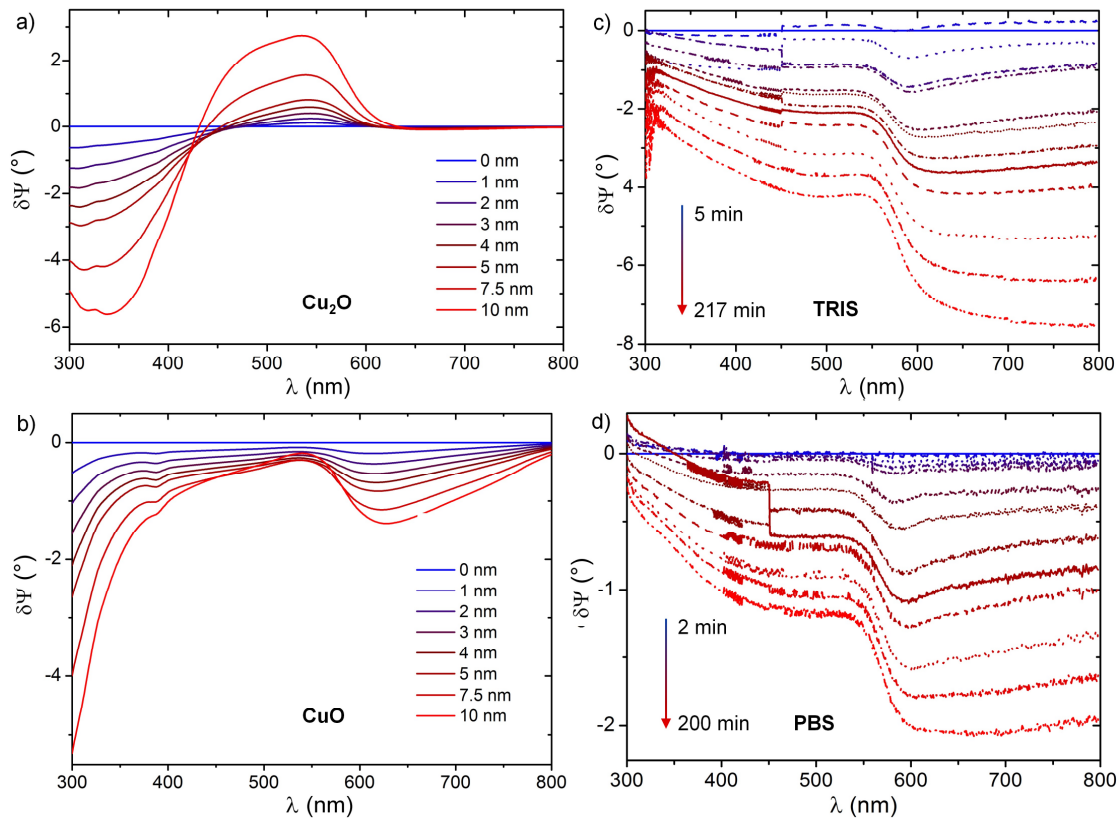 a)
2
0
-2
-4
-6
δΨ (°)
0 nm
1 nm
2 nm
3 nm
4 nm
5 nm
7.5 nm
10 nm
Cu₂O
300 400 500 600 700 800
λ (nm)
c)
0
-2
-4
-6
-8
δΨ (°)
5 min
217 min
TRIS
300 400 500 600 700 800
λ (nm)
b)
0
-2
-4
δΨ (°)
0 nm
1 nm
2 nm
3 nm
4 nm
5 nm
7.5 nm
10 nm
CuO
300 400 500 600 700 800
λ (nm)
d)
0
-1
-2
δΨ (°)
2 min
200 min
PBS
300 400 500 600 700 800
λ (nm)